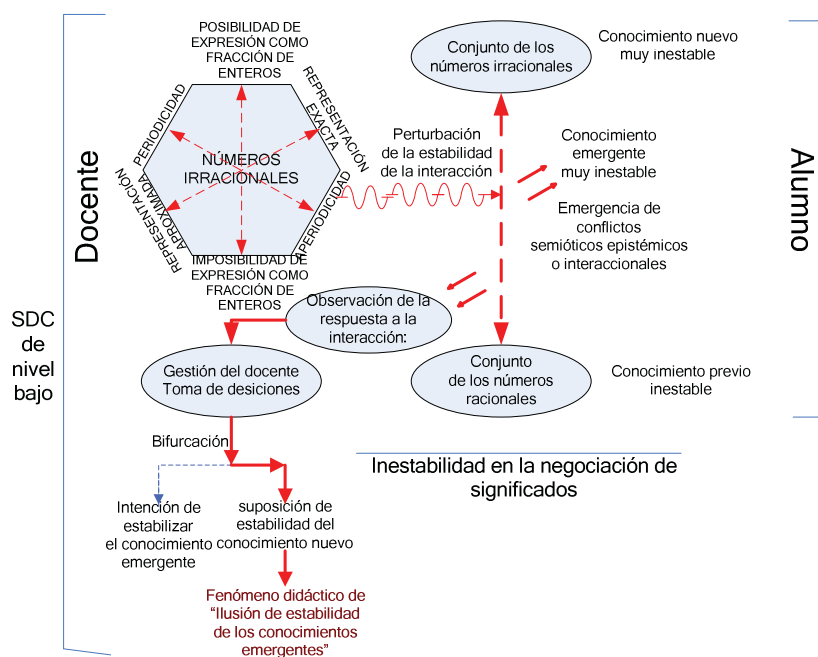 POSIBILIDAD DE
EXPRESIÓN COMO
FRACCIÓN DE
ENTEROS
PERIODICIDAD
REPRESENTACIÓN
EXACTA
NÚMEROS
IRRACIONALES
REPRESENTACIÓN
APROXIMADA
APERIODICIDAD
IMPOSIBILIDAD DE
EXPRESIÓN COMO
FRACCIÓN DE
ENTEROS
Docente
SDC
de
nivel
bajo
Perturbación
de la estabilidad
de la interacción
Conjunto de los
números irracionales
Conocimiento nuevo
muy inestable
Conocimiento
emergente
muy inestable
Emergencia de
conflictos
semióticos epistémicos
o interaccionales
Alumno
Observación de la
respuesta a la
interacción:
Gestión del docente
Toma de desiciones
Conjunto
de los números
racionales
Conocimiento previo
inestable
Bifurcación
Inestabilidad en la negociación de
significados
Intención de
estabilizar
el conocimiento
emergente
suposición de
estabilidad del
conocimiento nuevo
Fenómeno didáctico de
“Ilusión de estabilidad
de los conocimientos
emergentes”